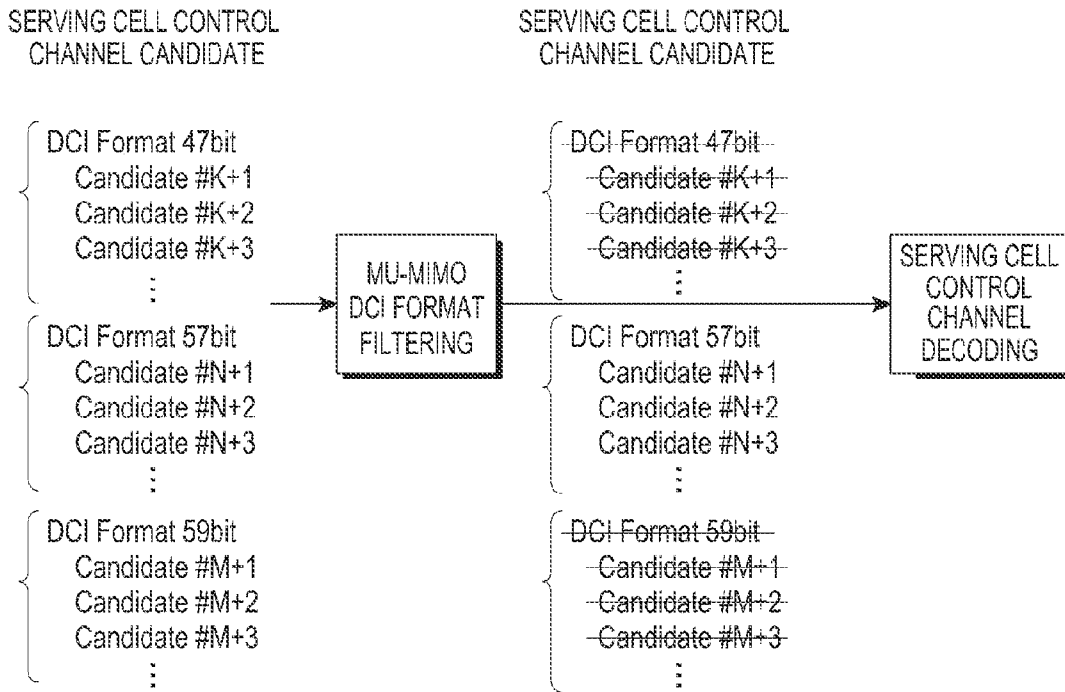 SERVING CELL CONTROL
CHANNEL CANDIDATE
DCI Format 47bit
Candidate #K+1
Candidate #K+2
Candidate #K+3
DCI Format 57bit
Candidate #N+1
Candidate #N+2
Candidate #N+3
DCI Format 59bit
Candidate #M+1
Candidate #M+2
Candidate #M+3
MU-MIMO
DCI FORMAT
FILTERING
SERVING CELL CONTROL
CHANNEL CANDIDATE
DCI Format 47bit
Candidate #K+1
Candidate #K+2
Candidate #K+3
DCI Format 57bit
Candidate #N+1
Candidate #N+2
Candidate #N+3
DCI Format 59bit
Candidate #M+1
Candidate #M+2
Candidate #M+3
SERVING CELL
CONTROL
CHANNEL
DECODING